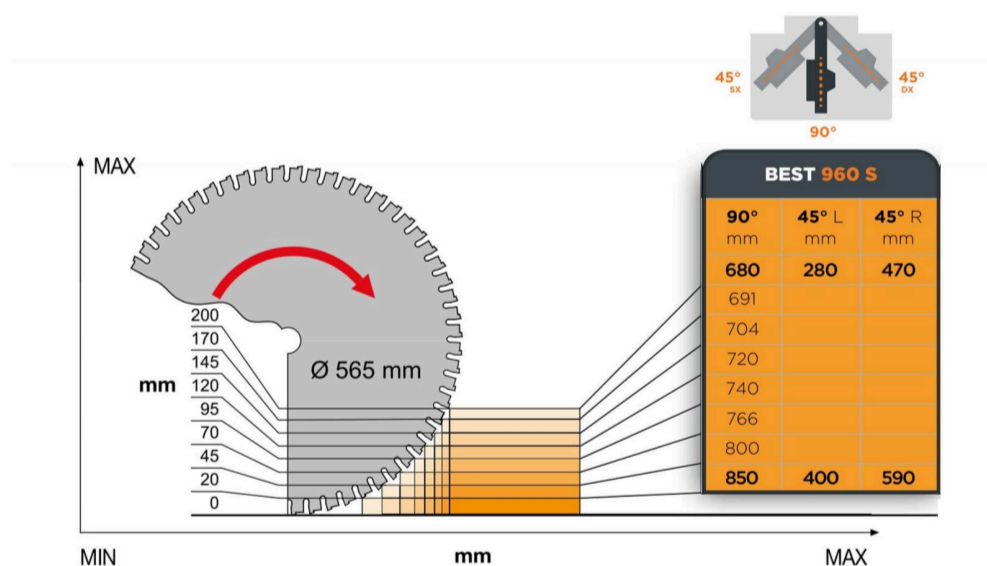 45°
SX
45°
DX
90°
MAX
BEST 960 S
90° 45° L 45° R
mm mm mm
680 280 470
691
704
720
740
766
800
850 400 590
200
170
145
mm 120
95
70
45
20
0
Ø 565 mm
MIN mm MAX